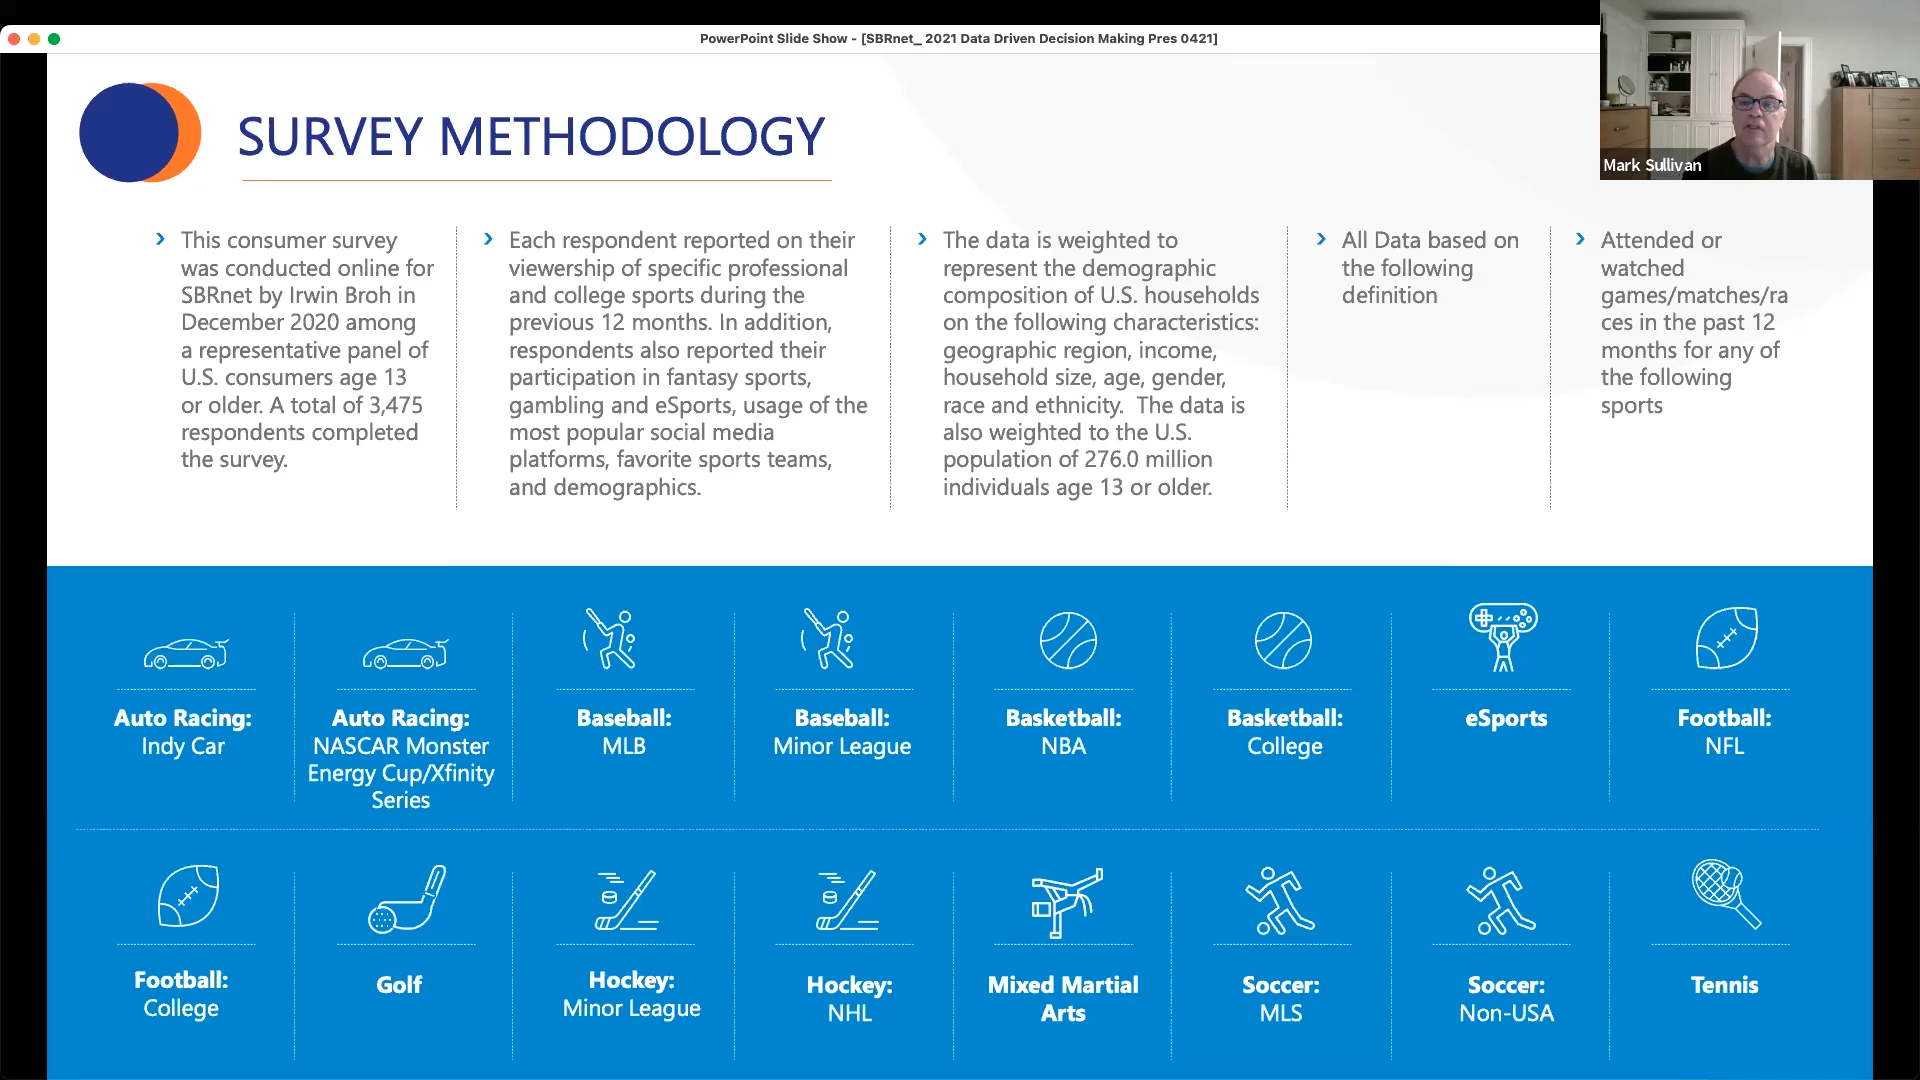 PowerPoint Slide Show - [SBRnet_ 2021 Data Driven Decision Making Pres 0421]
Mark Sullivan
SURVEY METHODOLOGY
This consumer survey
was conducted online for
SBRnet by Irwin Broh in
December 2020 among
a representative panel of
U.S. consumers age 13
or older. A total of 3,475
respondents completed
the survey.
Each respondent reported on their
viewership of specific professional
and college sports during the
previous 12 months. In addition,
respondents also reported their
participation in fantasy sports,
gambling and eSports, usage of the
most popular social media
platforms, favorite sports teams,
and demographics.
The data is weighted to
represent the demographic
composition of U.S. households
on the following characteristics:
geographic region, income,
household size, age, gender,
race and ethnicity.  The data is
also weighted to the U.S.
population of 276.0 million
individuals age 13 or older.
All Data based on
the following
definition
Attended or
watched
games/matches/ra
ces in the past 12
months for any of
the following
sports
Auto Racing:
Indy Car
Auto Racing:
NASCAR Monster
Energy Cup/Xfinity
Series
Baseball:
MLB
Baseball:
Minor League
Basketball:
NBA
Basketball:
College
eSports
Football:
NFL
Football:
College
Golf
Hockey:
Minor League
Hockey:
NHL
Mixed Martial
Arts
Soccer:
MLS
Soccer:
Non-USA
Tennis